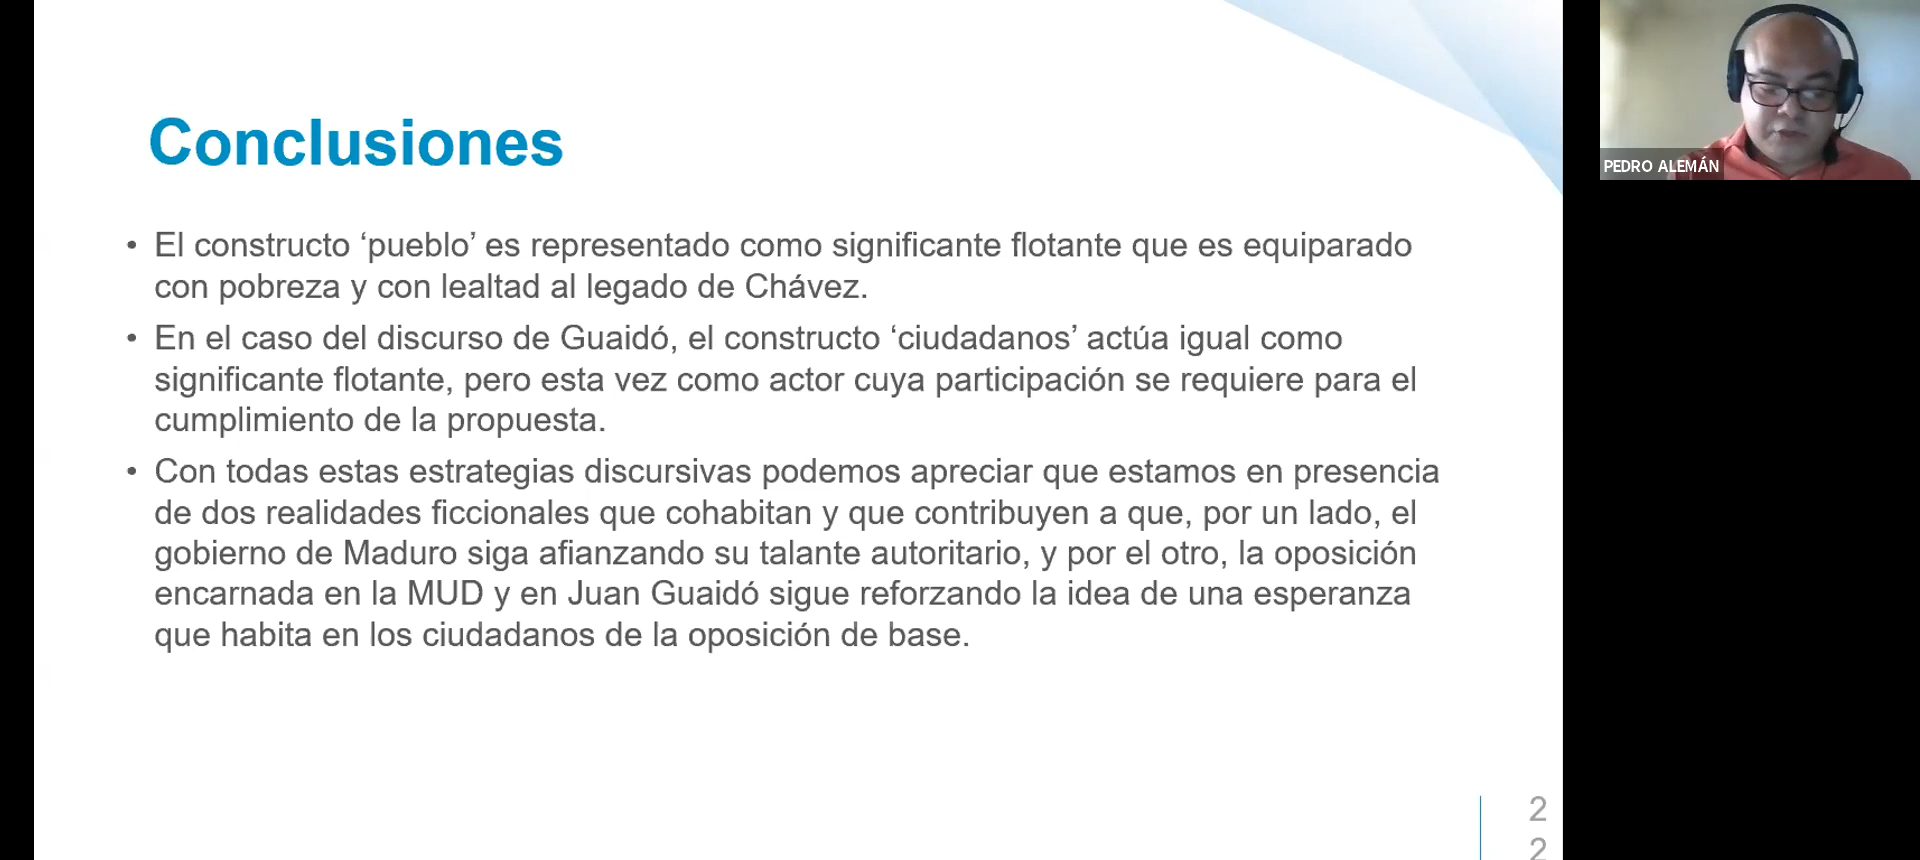 Conclusiones
• El constructo ‘pueblo’ es representado como significante flotante que es equiparado
con pobreza y con lealtad al legado de Chávez.
• En el caso del discurso de Guaidó, el constructo ‘ciudadanos’ actúa igual como
significante flotante, pero esta vez como actor cuya participación se requiere para el
cumplimiento de la propuesta.
• Con todas estas estrategias discursivas podemos apreciar que estamos en presencia
de dos realidades ficcionales que cohabitan y que contribuyen a que, por un lado, el
gobierno de Maduro siga afianzando su talante autoritario, y por el otro, la oposición
encarnada en la MUD y en Juan Guaidó sigue reforzando la idea de una esperanza
que habita en los ciudadanos de la oposición de base.
2
2
PEDRO ALEMÁN